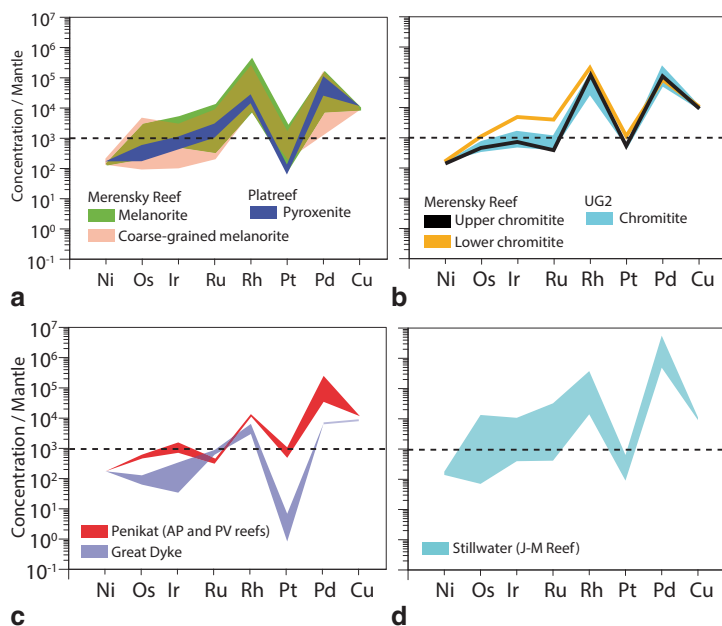 10^7
10^6
10^5
10^4
10^3
10^2
10^1
10^0
10^-1
Concentration / Mantle
Merensky Reef
Melanorite
Coarse-grained melanorite
Platreef
Pyroxenite
Ni Os Ir Ru Rh Pt Pd Cu
a
Merensky Reef
Upper chromitite
Lower chromitite
UG2
Chromitite
Ni Os Ir Ru Rh Pt Pd Cu
b
10^7
10^6
10^5
10^4
10^3
10^2
10^1
10^0
10^-1
Concentration / Mantle
Penikat (AP and PV reefs)
Great Dyke
Ni Os Ir Ru Rh Pt Pd Cu
c
Stillwater (J-M Reef)
Ni Os Ir Ru Rh Pt Pd Cu
d